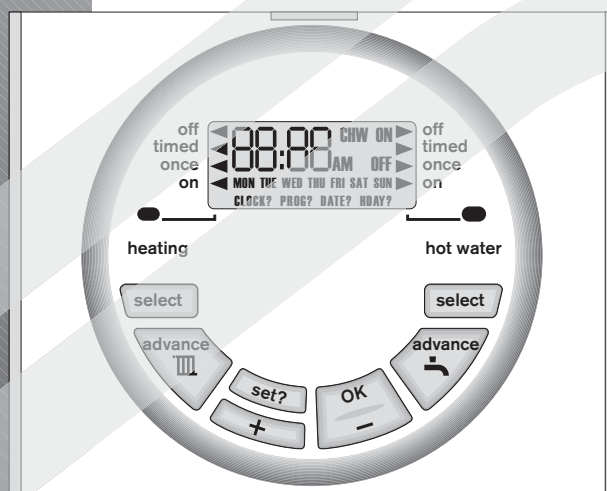 off
timed
once
on
88:88 CHW ON
AM OFF
MON TUE WED THU FRI SAT SUN
CLOCK? PROG? DATE? HDAY?
off
timed
once
on
heating
hot water
select
select
advance
advance
set?
OK
+
−